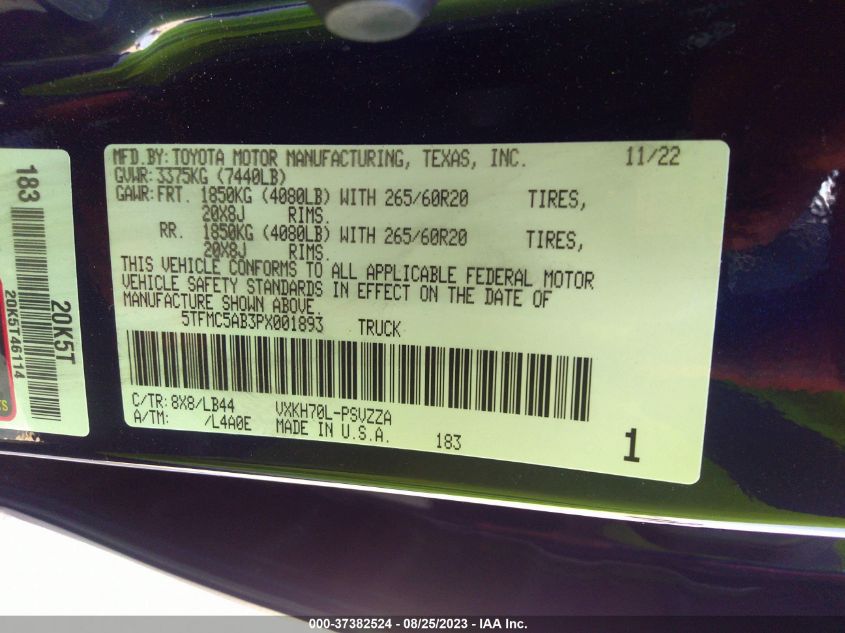 MFD.BY:TOYOTA MOTOR MANUFACTURING, TEXAS, INC. 11/22
GVWR:3375KG (7440LB)
GAWR:FRT. 1850KG (4080LB) WITH 265/60R20 TIRES,
20X8J RIMS.
RR. 1850KG (4080LB) WITH 265/60R20 TIRES,
20X8J RIMS.
THIS VEHICLE CONFORMS TO ALL APPLICABLE FEDERAL MOTOR
VEHICLE SAFETY STANDARDS IN EFFECT ON THE DATE OF
MANUFACTURE SHOWN ABOVE.
5TFMC5AB3PX001893 TRUCK
C/TR:8X8/LB44 VXKH70L-PSVZZA
A/TM: /L4A0E MADE IN U.S.A. 183 1
183
20K5T
20K5T46114
000-37382524 - 08/25/2023 - IAA Inc.